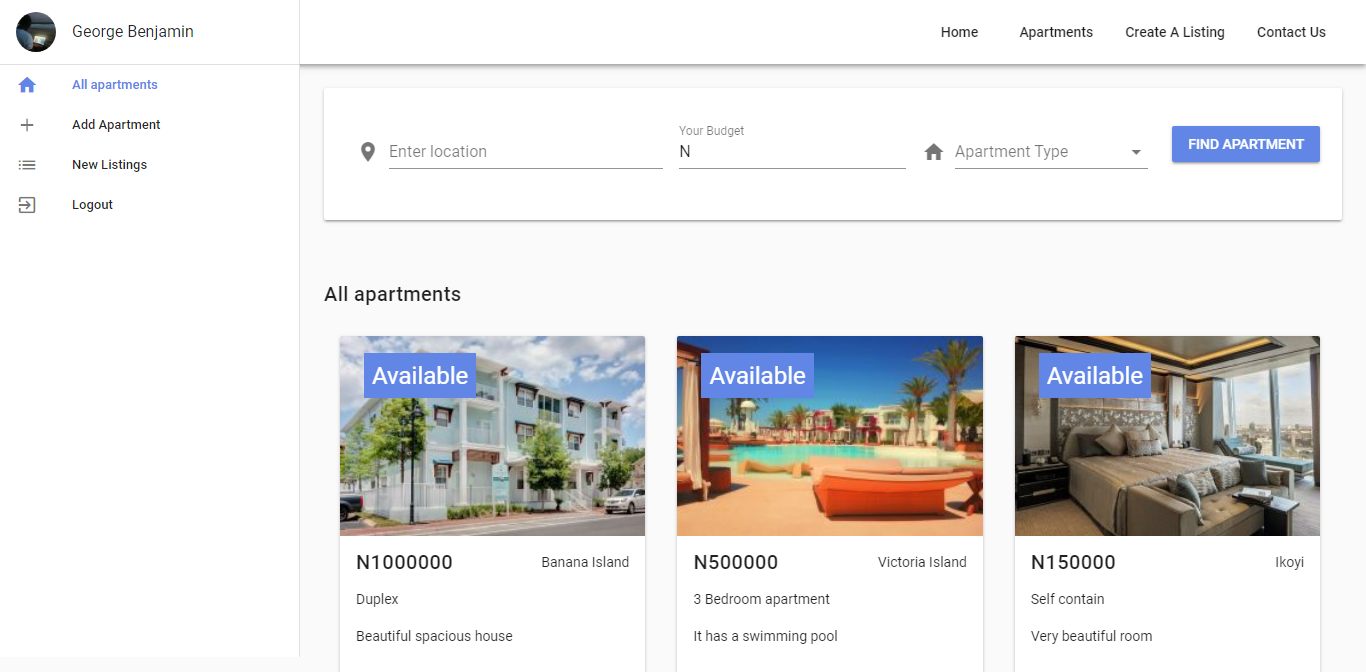 George Benjamin
Home Apartments Create A Listing Contact Us
All apartments
Add Apartment
New Listings
Logout
Your Budget
Enter location N Apartment Type FIND APARTMENT
All apartments
Available Available Available
N1000000 Banana Island N500000 Victoria Island N150000 Ikoyi
Duplex 3 Bedroom apartment Self contain
Beautiful spacious house It has a swimming pool Very beautiful room